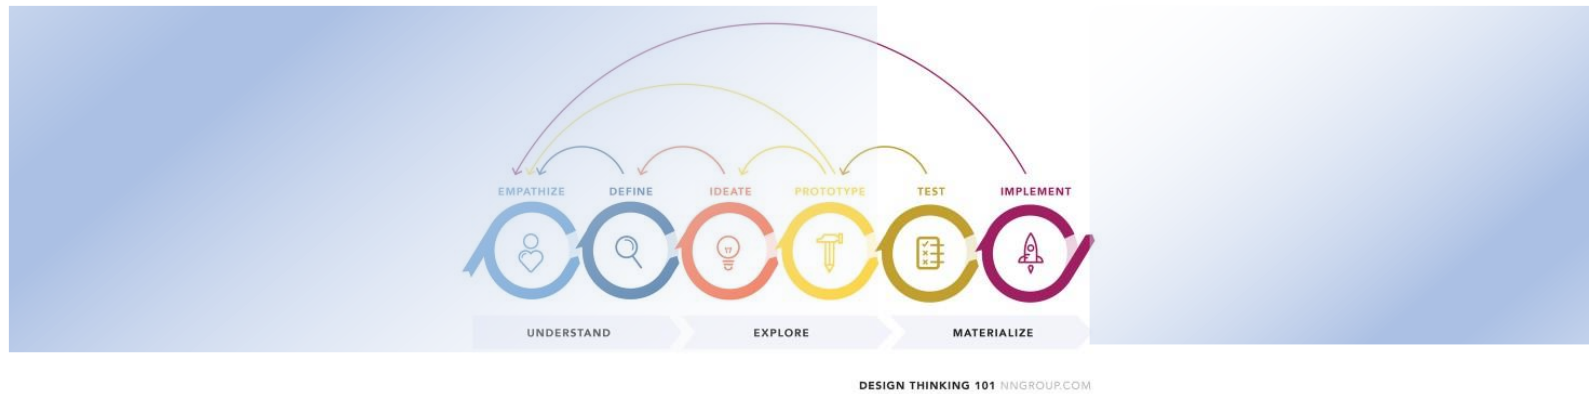 EMPATHIZE DEFINE IDEATE PROTOTYPE TEST IMPLEMENT
UNDERSTAND EXPLORE MATERIALIZE
DESIGN THINKING 101 NNGROUP.COM